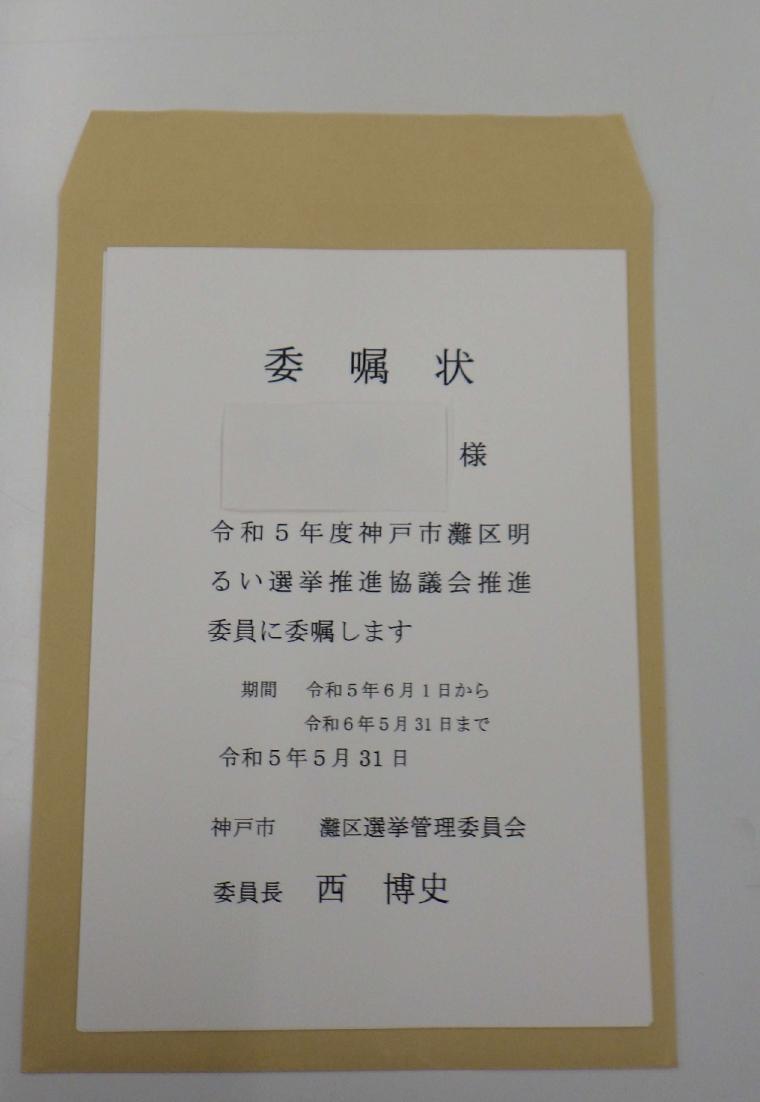 委嘱状
様
令和５年度神戸市灘区明
るい選挙推進協議会推進
委員に委嘱します
期間　令和５年６月１日から
令和６年５月31日まで
令和５年５月31日
神戸市　灘区選挙管理委員会
委員長　西　博史